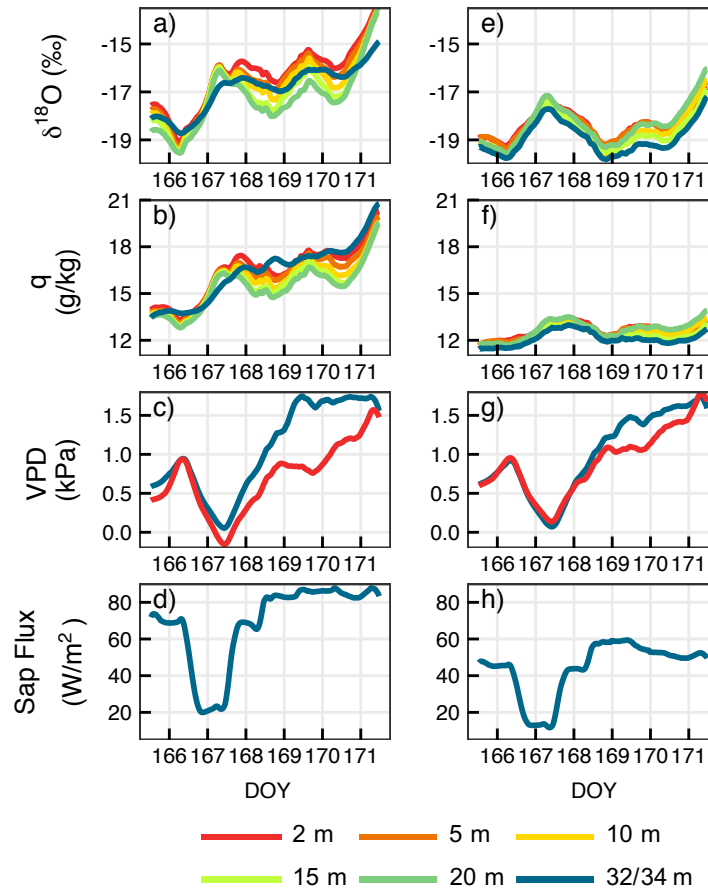 a)
e)
-15
-17
-19
δ18O (‰)
-15
-17
-19
166 167 168 169 170 171
166 167 168 169 170 171
b)
f)
21
18
15
12
q
(g/kg)
21
18
15
12
166 167 168 169 170 171
166 167 168 169 170 171
c)
g)
1.5
1.0
0.5
0.0
VPD
(kPa)
1.5
1.0
0.5
0.0
166 167 168 169 170 171
166 167 168 169 170 171
d)
h)
80
60
40
20
Sap Flux
(W/m²)
80
60
40
20
166 167 168 169 170 171
166 167 168 169 170 171
DOY
DOY
2 m 5 m 10 m
15 m 20 m 32/34 m